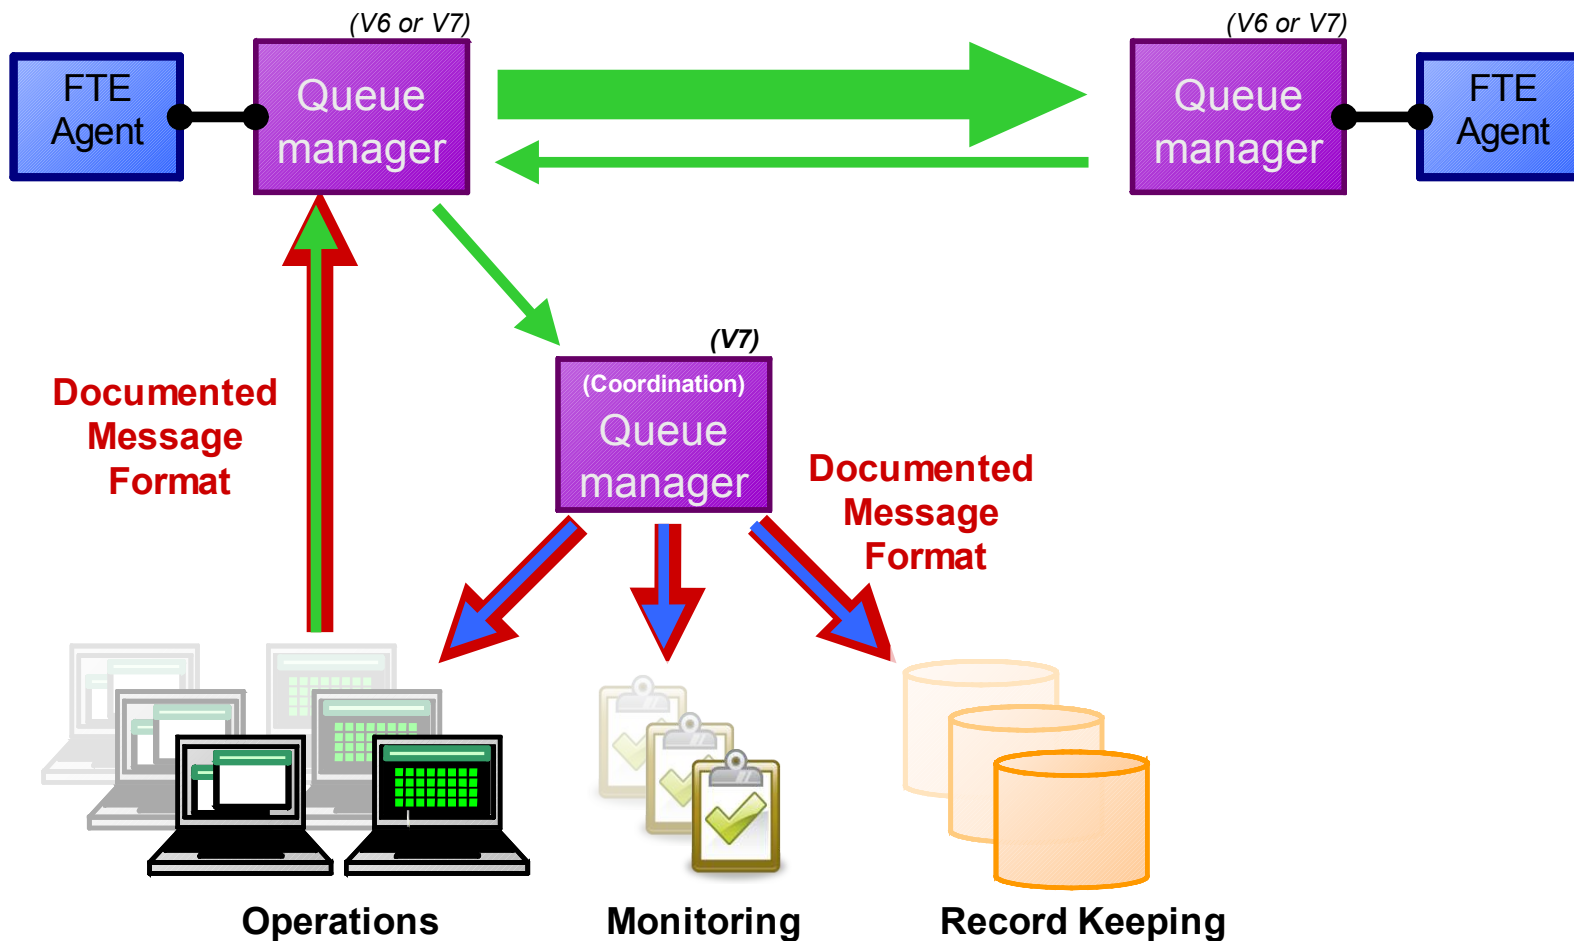 (V6 or V7)
(V6 or V7)
FTE
Agent
Queue
manager
Queue
manager
FTE
Agent
(V7)
(Coordination)
Queue
manager
Documented
Message
Format
Documented
Message
Format
Operations
Monitoring
Record Keeping